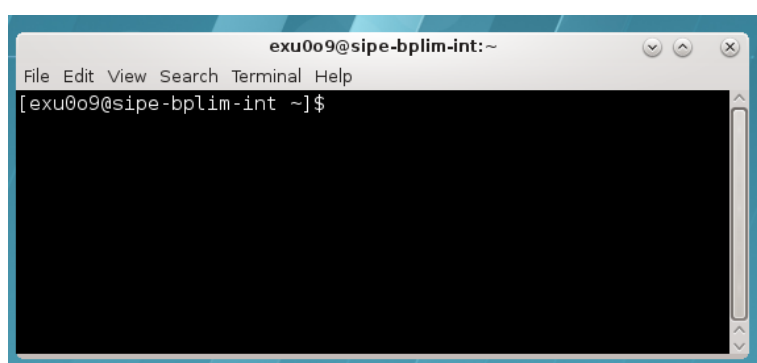 exu0o9@sipe-bplim-int:~
File Edit View Search Terminal Help
[exu0o9@sipe-bplim-int ~]$